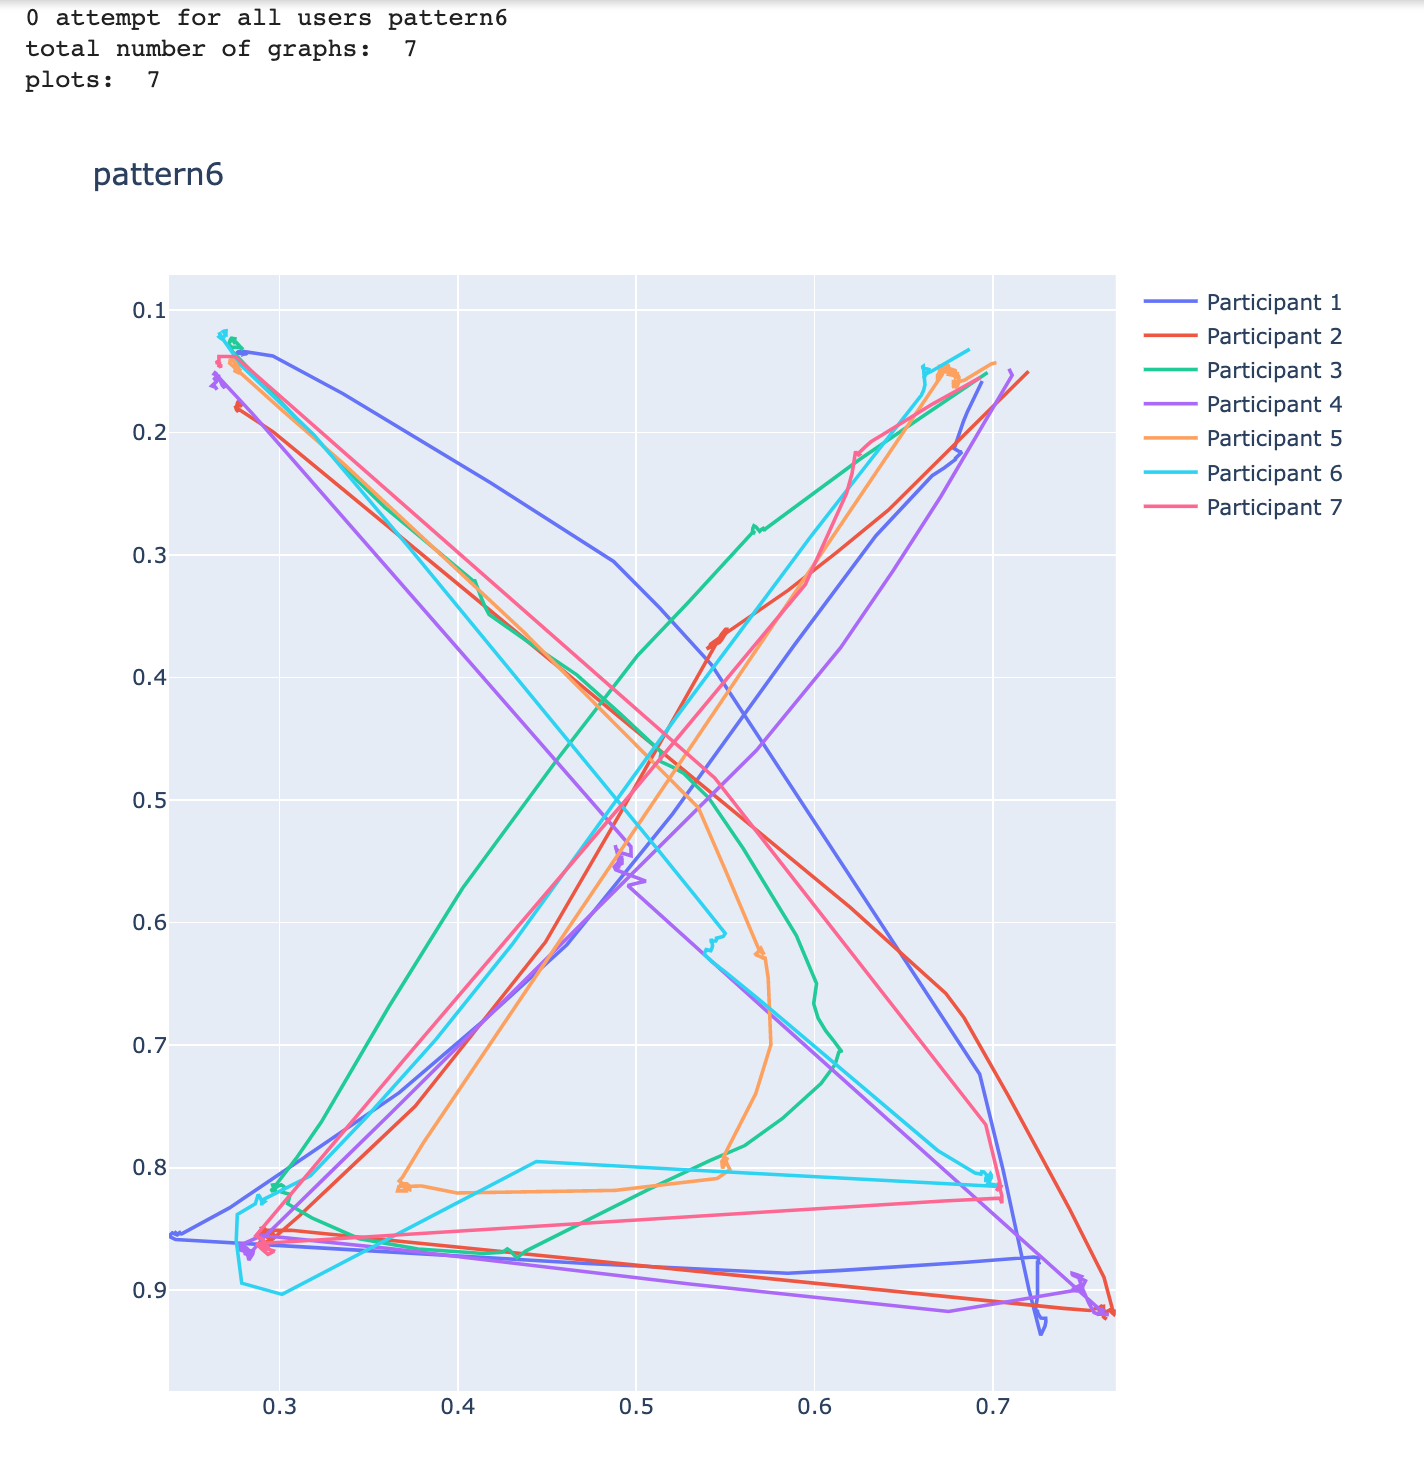 0 attempt for all users pattern6
total number of graphs:  7
plots:  7
pattern6
0.1
0.2
0.3
0.4
0.5
0.6
0.7
0.8
0.9
0.3 0.4 0.5 0.6 0.7
Participant 1
Participant 2
Participant 3
Participant 4
Participant 5
Participant 6
Participant 7